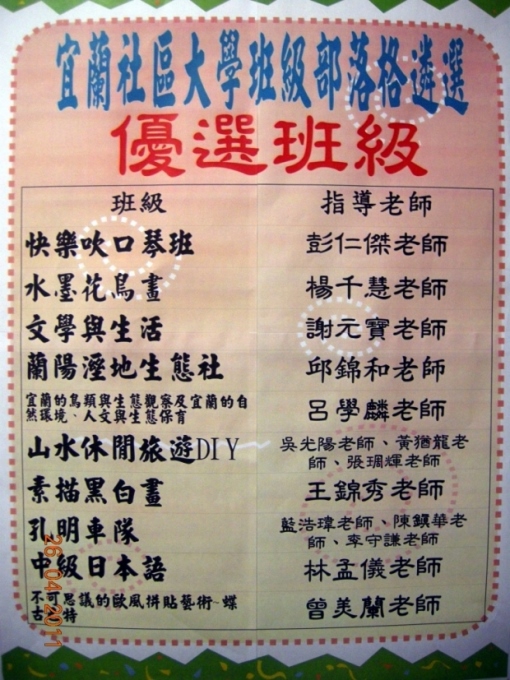 宜蘭社區大學班級部落格遴選
優選班級
班級 指導老師
快樂吹口琴班 彭仁傑老師
水墨花鳥畫 楊千慧老師
文學與生活 謝元寶老師
蘭陽溼地生態社 邱錦和老師
宜蘭的鳥類與生態觀察及宜蘭的自
然環境、人文與生態保育
呂學麟老師
山水休閒旅遊DIY
吳光陽老師、黃猶龍老
師、張琱輝老師
素描黑白畫 王錦秀老師
孔明車隊
藍浩瑋老師、陳鎭華老
師、李守謙老師
中級日本語 林孟儀老師
不可思議的歐風拼貼藝術~蝶
古 特
曾美蘭老師
26/04/2011